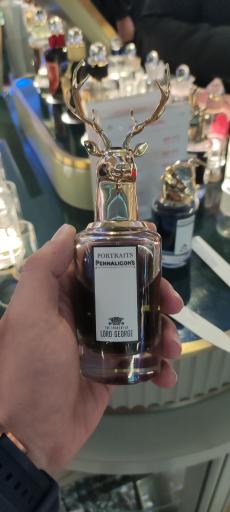 PORTRAITS
PENHALIGON'S
THE TRAGEDY OF
LORD GEORGE